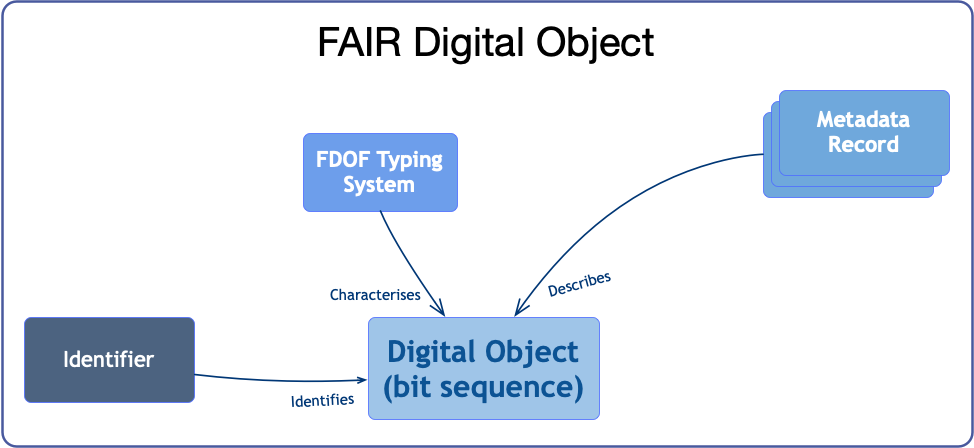 FAIR Digital Object
Metadata
Record
FDOF Typing
System
Characterises
Describes
Identifier
Digital Object
(bit sequence)
Identifies